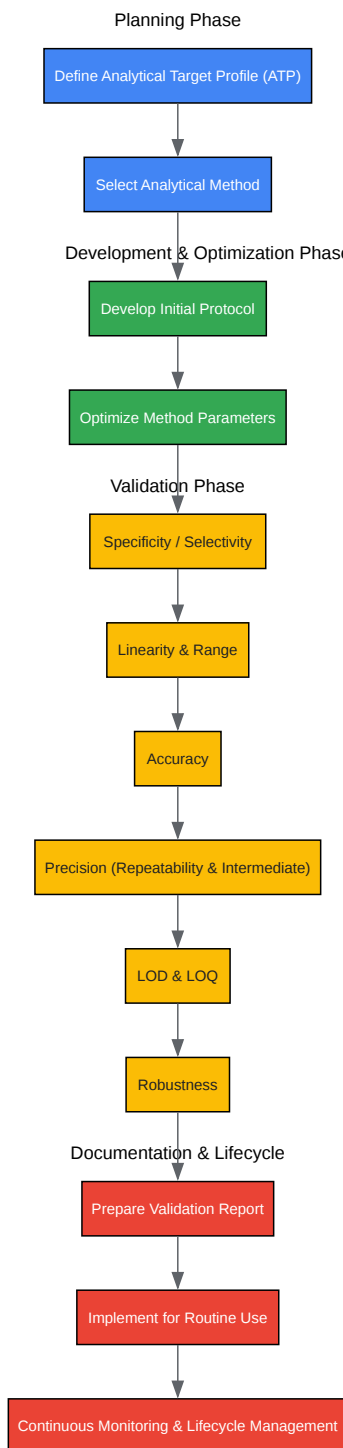 Planning Phase
Define Analytical Target Profile (ATP)
Select Analytical Method
Development & Optimization Phase
Develop Initial Protocol
Optimize Method Parameters
Validation Phase
Specificity / Selectivity
Linearity & Range
Accuracy
Precision (Repeatability & Intermediate)
LOD & LOQ
Robustness
Documentation & Lifecycle
Prepare Validation Report
Implement for Routine Use
Continuous Monitoring & Lifecycle Management